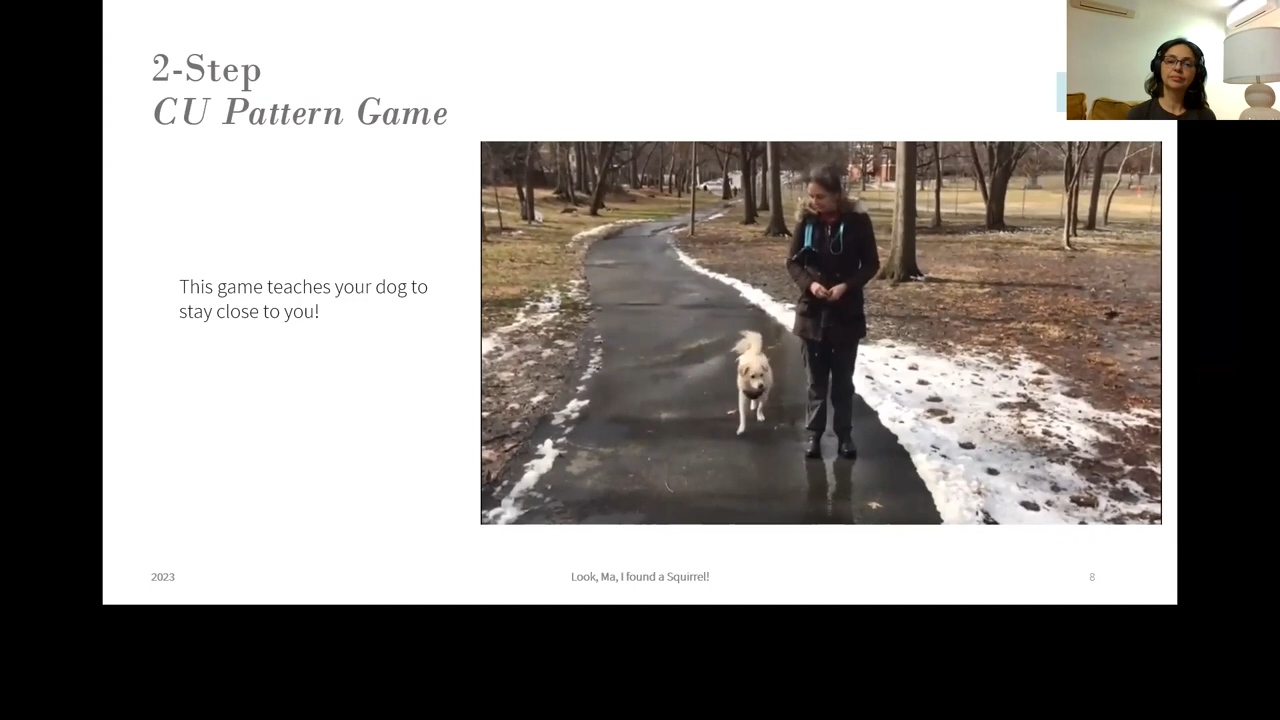 2-Step
CU Pattern Game
This game teaches your dog to
stay close to you!
2023
Look, Ma, I found a Squirrel!
8